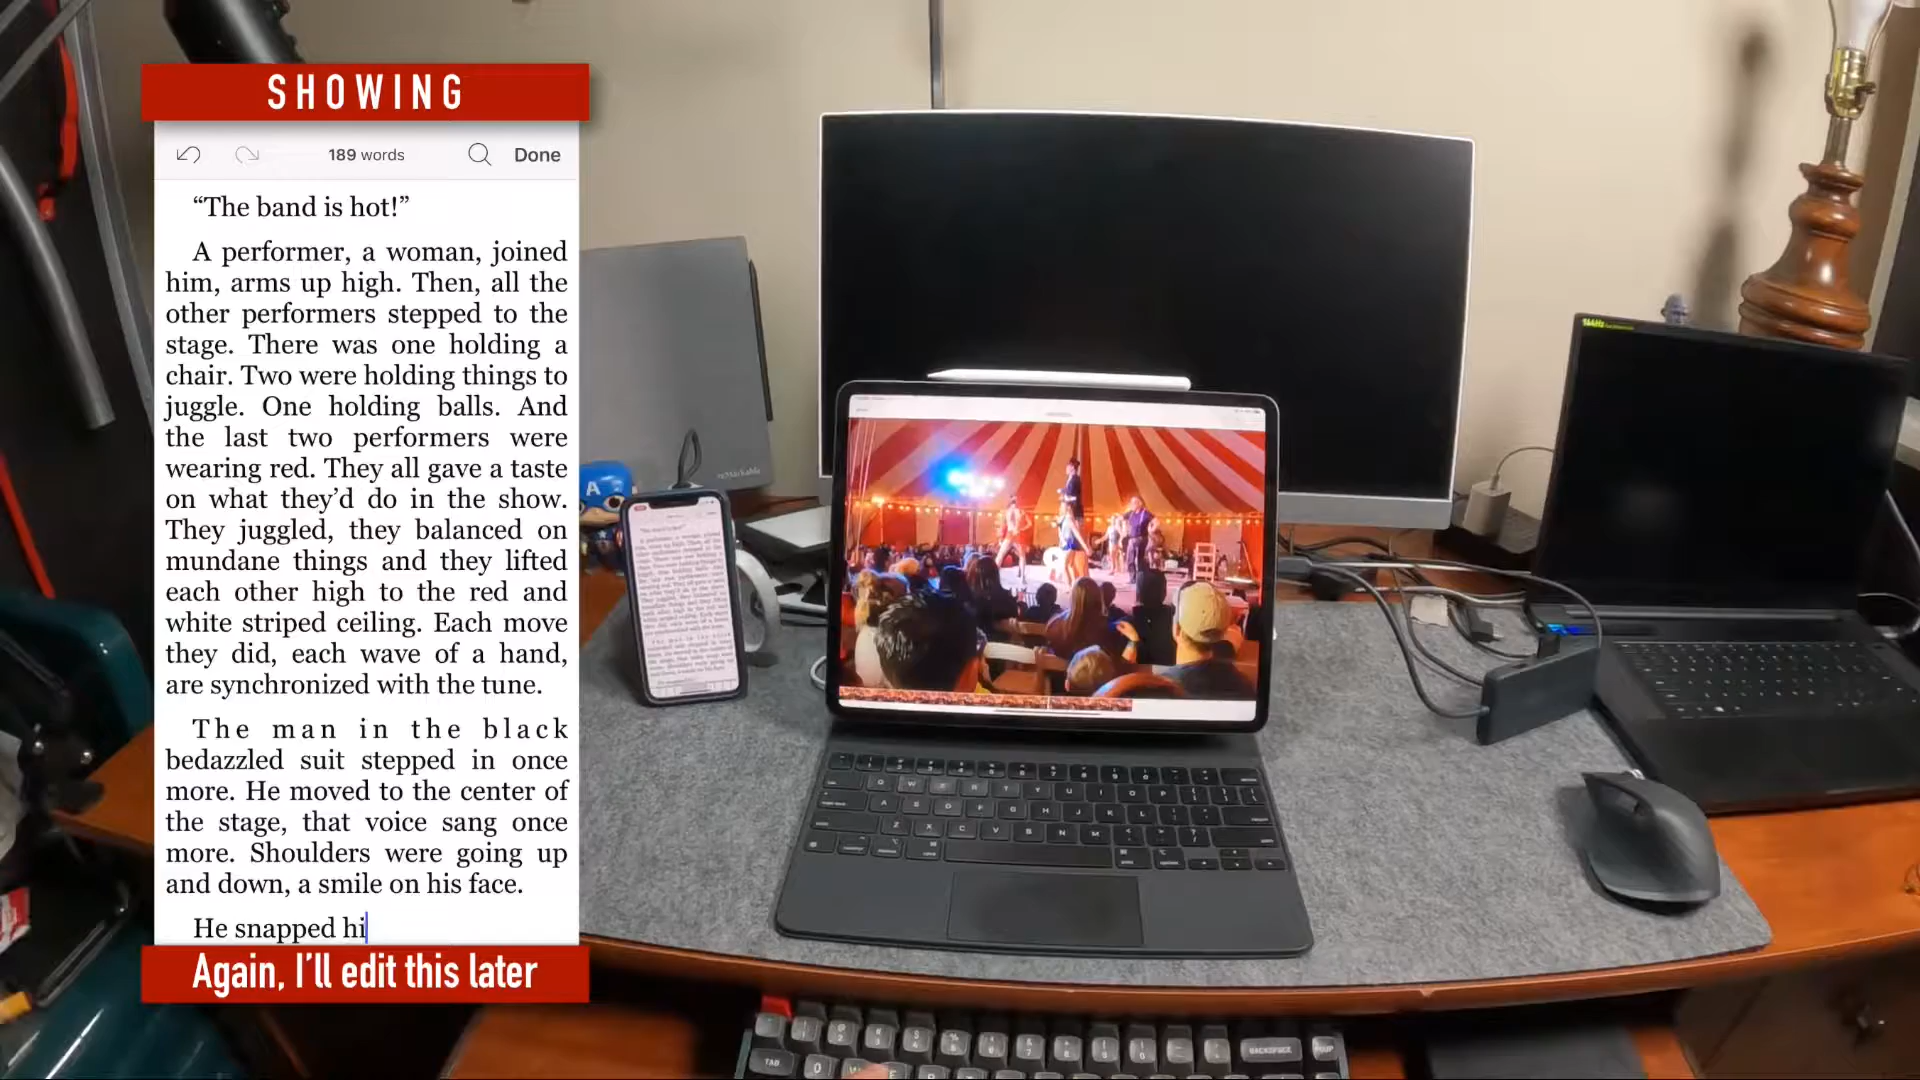 SHOWING
189 words
Done
“The band is hot!”
A performer, a woman, joined
him, arms up high. Then, all the
other performers stepped to the
stage. There was one holding a
chair. Two were holding things to
juggle. One holding balls. And
the last two performers were
wearing red. They all gave a taste
on what they’d do in the show.
They juggled, they balanced on
mundane things and they lifted
each other high to the red and
white striped ceiling. Each move
they did, each wave of a hand,
are synchronized with the tune.
The man in the black
bedazzled suit stepped in once
more. He moved to the center of
the stage, that voice sang once
more. Shoulders were going up
and down, a smile on his face.
He snapped hi
Again, I’ll edit this later
reMarkable
A
TAB
BACKSPACE